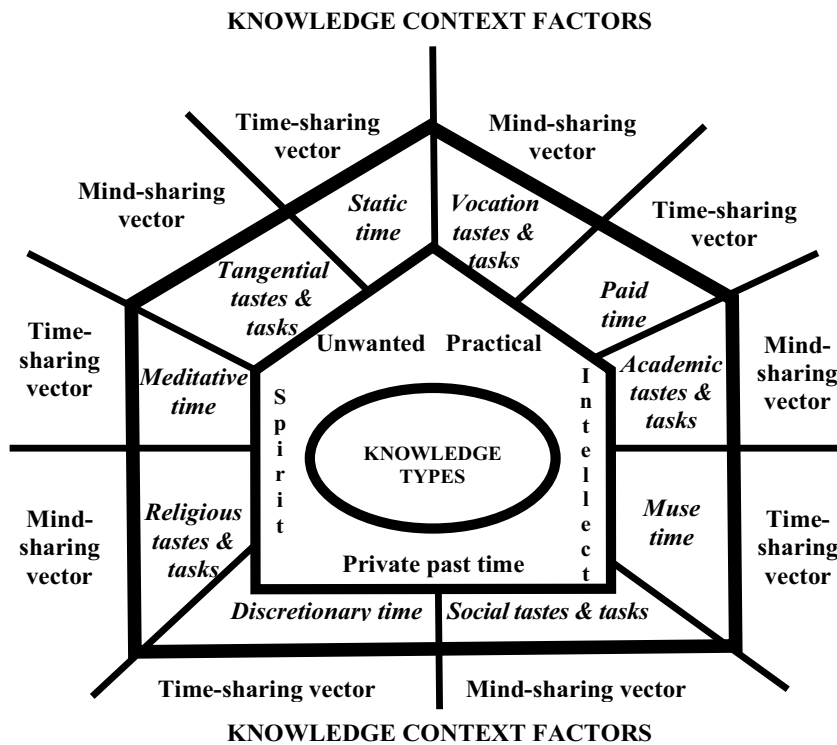 KNOWLEDGE CONTEXT FACTORS
Time-sharing
vector
Mind-sharing
vector
Mind-sharing
vector
Time-sharing
vector
Static
time
Vocation
tastes &
tasks
Tangential
tastes &
tasks
Paid
time
Time-
sharing
vector
Meditative
time
Unwanted Practical
Academic
tastes &
tasks
Mind-
sharing
vector
Spirit
KNOWLEDGE
TYPES
Intellect
Mind-
sharing
vector
Religious
tastes &
tasks
Muse
time
Time-
sharing
vector
Private past time
Discretionary time
Social tastes & tasks
Time-sharing vector
Mind-sharing vector
KNOWLEDGE CONTEXT FACTORS